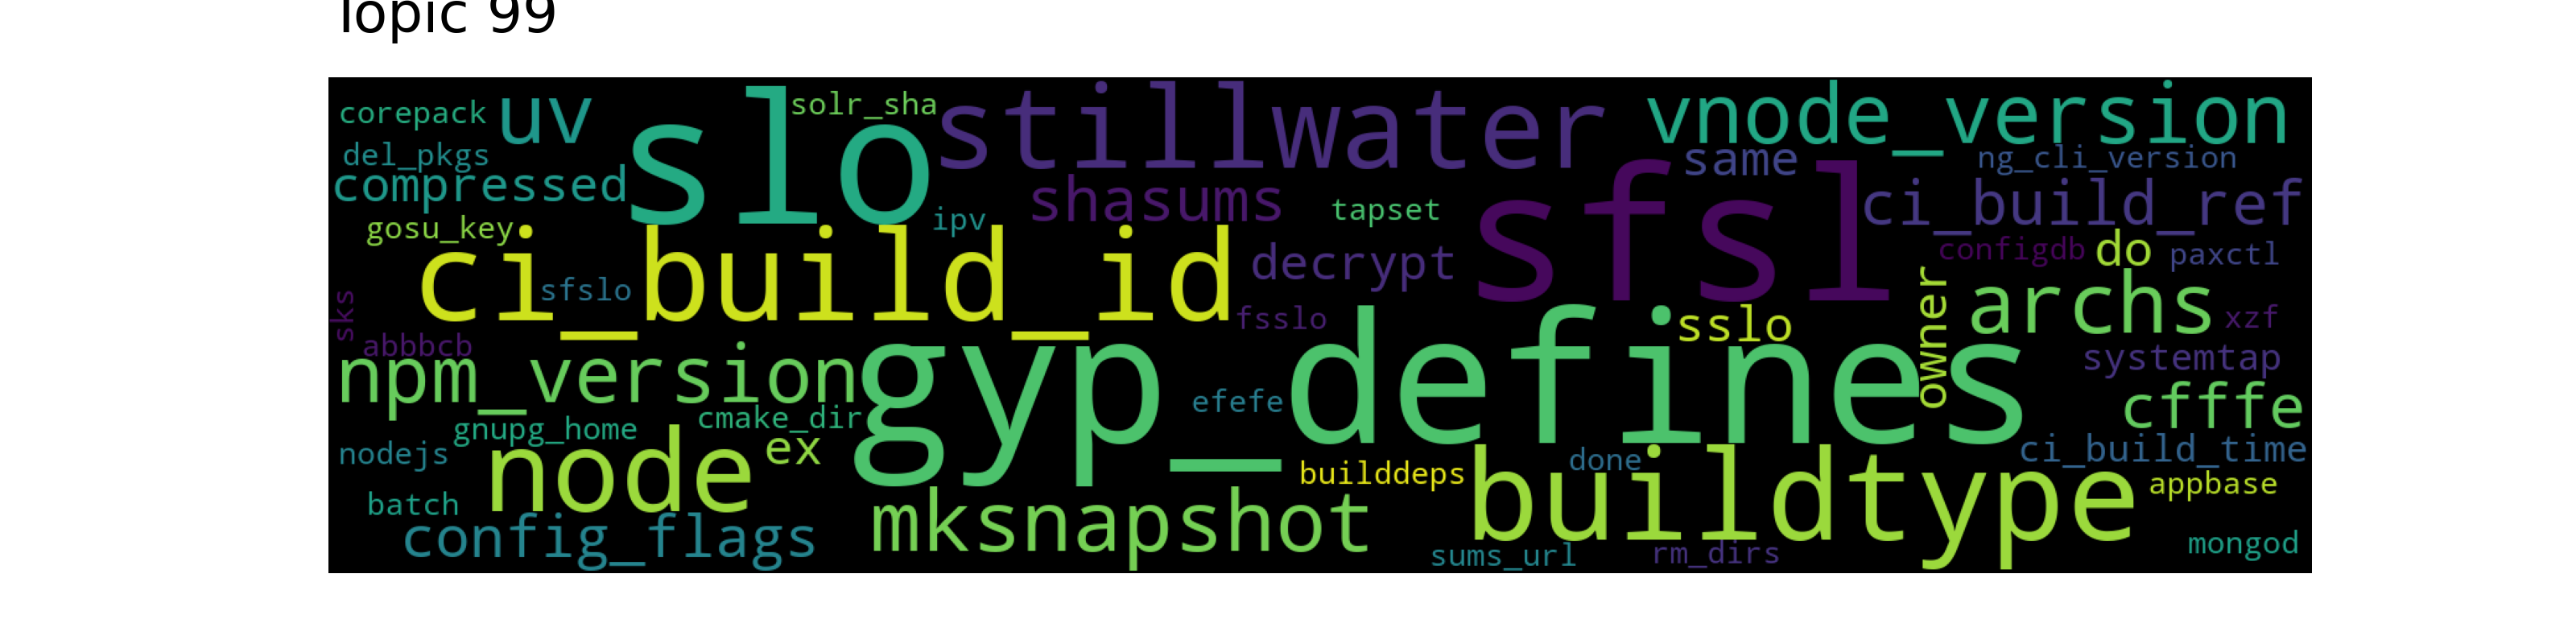 Topic 99
corepack uv slo solr_sha stillwater vnode_version
del_pkgs same ng_cli_version
compressed shasums tapset sfsl ci_build_ref
gosu_key ipv configdb do paxctl
ci_build_id sfslo decrypt owner archs
sks fsslo sslo xzf
abbbcb systemtap
npm_version gyp_defines efefe cfffe
gnupg_home cmake_dir
nodejs node ex builddeps done buildtype ci_build_time
batch mksnapshot appbase
config_flags sums_url rm_dirs mongod